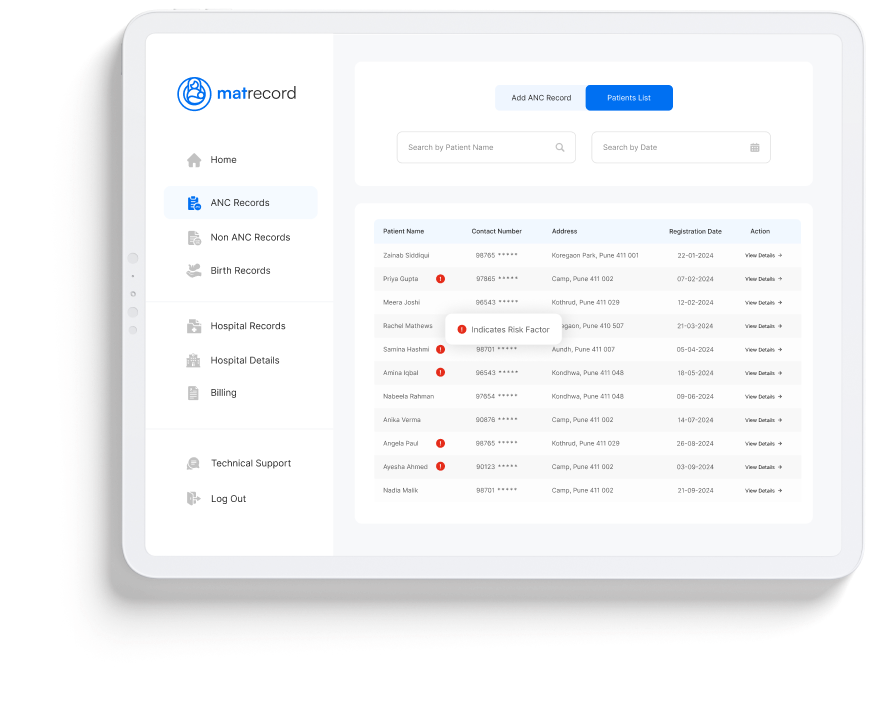 matrecord
Home
ANC Records
Non ANC Records
Birth Records
Hospital Records
Hospital Details
Billing
Technical Support
Log Out
Add ANC Record Patients List
Search by Patient Name Search by Date
Patient Name Contact Number Address Registration Date Action
Zainab Siddiqui 98765 ***** Koregaon Park, Pune 411 001 22-01-2024 View Details →
Priya Gupta ! 97865 ***** Camp, Pune 411 002 07-02-2024 View Details →
Meera Joshi 96543 ***** Kothrud, Pune 411 029 12-02-2024 View Details →
Rachel Mathews egaon, Pune 410 507 21-03-2024 View Details →
! Indicates Risk Factor
Samina Hashmi ! 98701 ***** Aundh, Pune 411 007 05-04-2024 View Details →
Amina Iqbal ! 96543 ***** Kondhwa, Pune 411 048 18-05-2024 View Details →
Nabeela Rahman 97654 ***** Kondhwa, Pune 411 048 09-06-2024 View Details →
Anika Verma 90876 ***** Camp, Pune 411 002 14-07-2024 View Details →
Angela Paul ! 98765 ***** Kothrud, Pune 411 029 26-08-2024 View Details →
Ayesha Ahmed ! 90123 ***** Camp, Pune 411 002 03-09-2024 View Details →
Nadia Malik 98701 ***** Camp, Pune 411 002 21-09-2024 View Details →